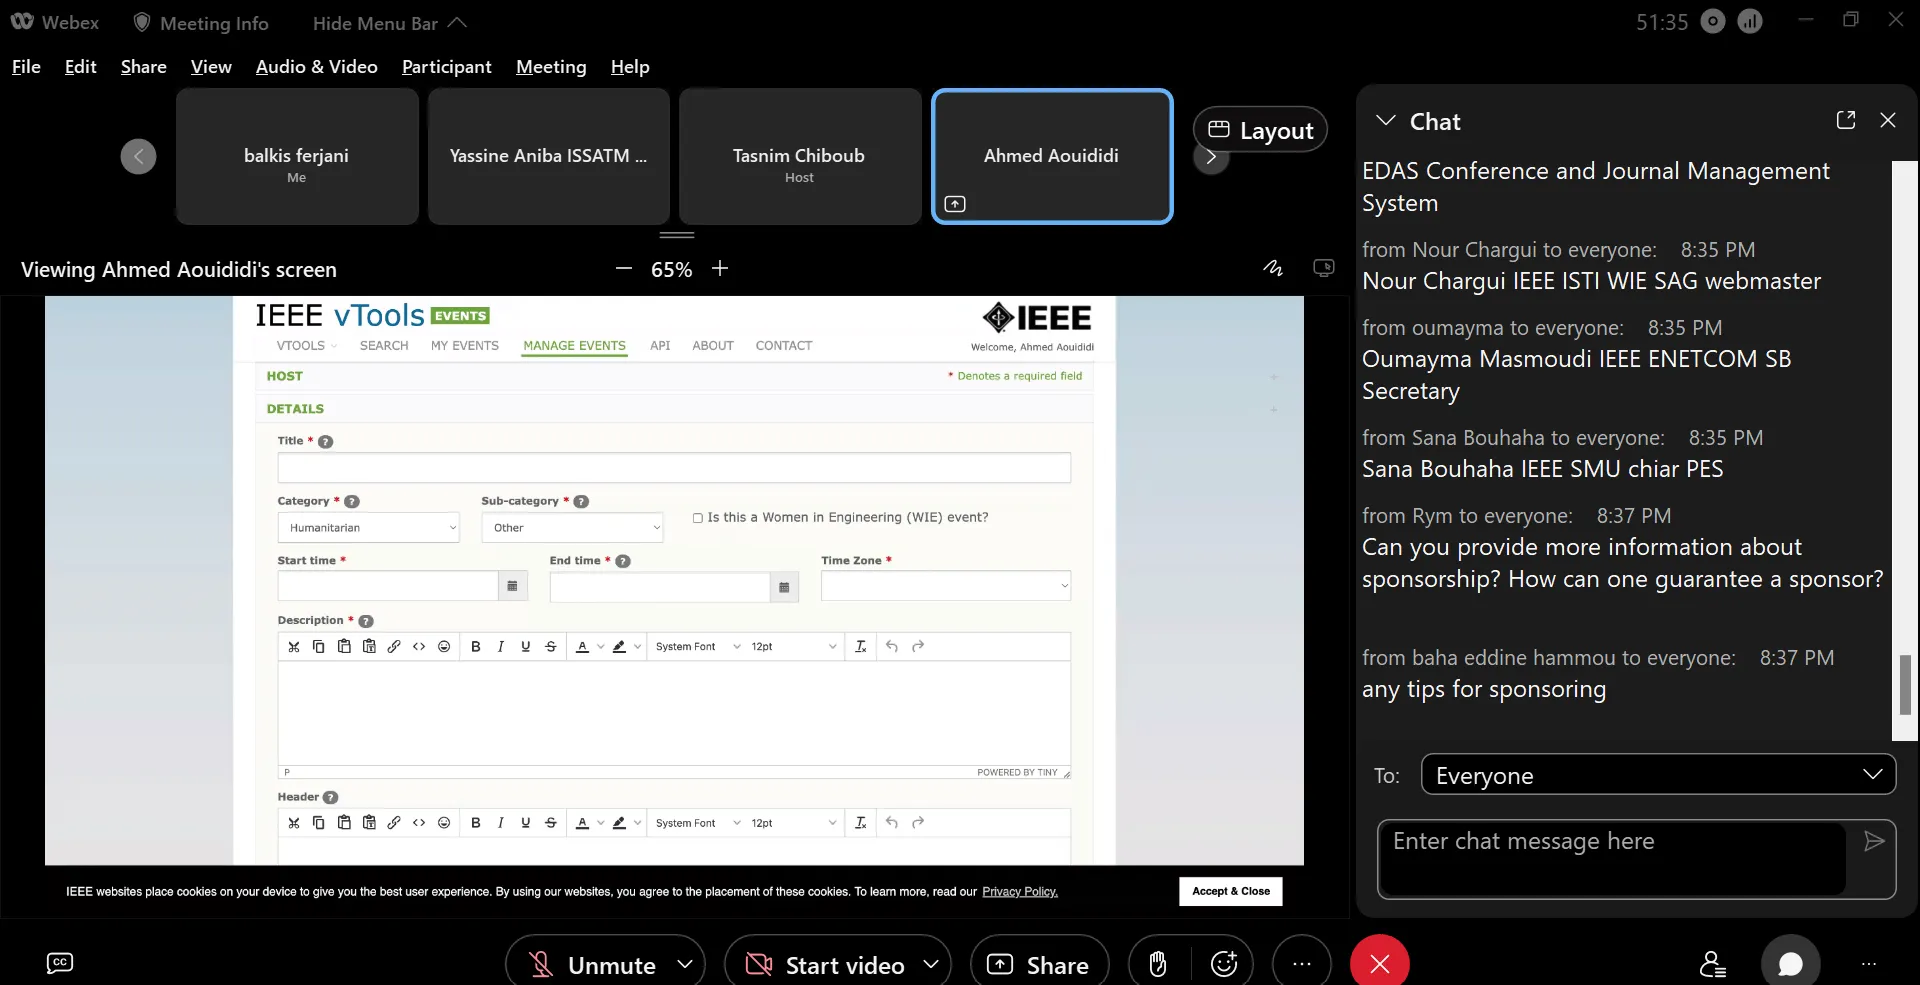 Webex Meeting Info Hide Menu Bar 51:35
File Edit Share View Audio & Video Participant Meeting Help
balkis ferjani
Me
Yassine Aniba ISSATM ...
Tasnim Chiboub
Host
Ahmed Aouididi
Layout
Viewing Ahmed Aouididi's screen 65%
IEEE vTools EVENTS
IEEE
VTOOLS SEARCH MY EVENTS MANAGE EVENTS API ABOUT CONTACT
Welcome, Ahmed Aouididi
HOST
* Denotes a required field
DETAILS
Title * ?
Category * ? Sub-category * ?
Humanitarian Other
Is this a Women in Engineering (WIE) event?
Start time * End time * ? Time Zone *
Description * ?
B I U S A System Font 12pt
P POWERED BY TINY
Header ?
B I U S A System Font 12pt
IEEE websites place cookies on your device to give you the best user experience. By using our websites, you agree to the placement of these cookies. To learn more, read our Privacy Policy.
Accept & Close
Chat
EDAS Conference and Journal Management
System
from Nour Chargui to everyone: 8:35 PM
Nour Chargui IEEE ISTI WIE SAG webmaster
from oumayma to everyone: 8:35 PM
Oumayma Masmoudi IEEE ENETCOM SB
Secretary
from Sana Bouhaha to everyone: 8:35 PM
Sana Bouhaha IEEE SMU chiar PES
from Rym to everyone: 8:37 PM
Can you provide more information about
sponsorship? How can one guarantee a sponsor?
from baha eddine hammou to everyone: 8:37 PM
any tips for sponsoring
To: Everyone
Enter chat message here
CC Unmute Start video Share